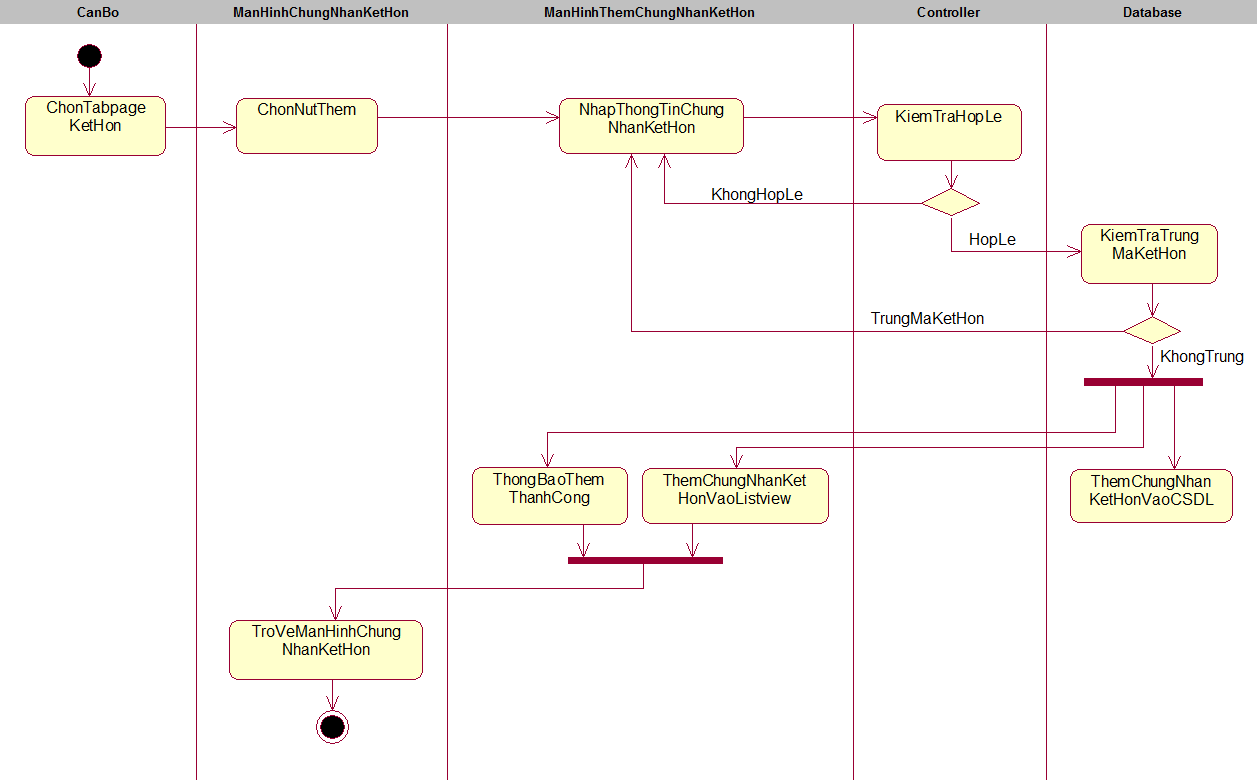 CanBo
ManHinhChungNhanKetHon
ManHinhThemChungNhanKetHon
Controller
Database
ChonTabpage
KetHon
ChonNutThem
NhapThongTinChung
NhanKetHon
KiemTraHopLe
KhongHopLe
HopLe
KiemTraTrung
MaKetHon
TrungMaKetHon
KhongTrung
ThongBaoThem
ThanhCong
ThemChungNhanKet
HonVaoListview
ThemChungNhan
KetHonVaoCSDL
TroVeManHinhChung
NhanKetHon